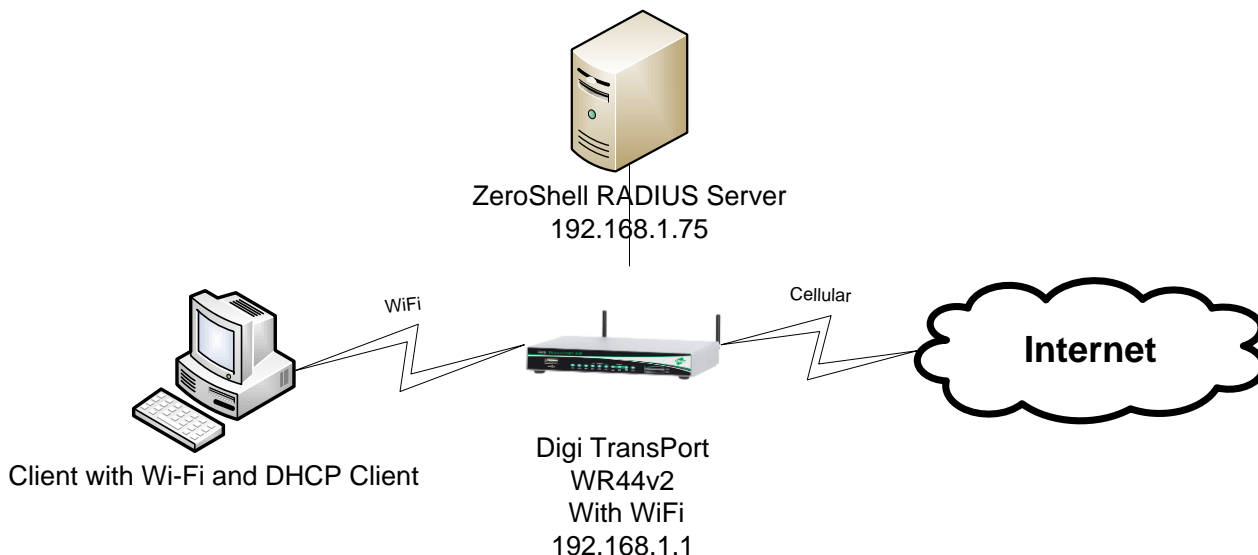 ZeroShell RADIUS Server
192.168.1.75
WiFi
Cellular
Internet
Client with Wi-Fi and DHCP Client
Digi TransPort
WR44v2
With WiFi
192.168.1.1